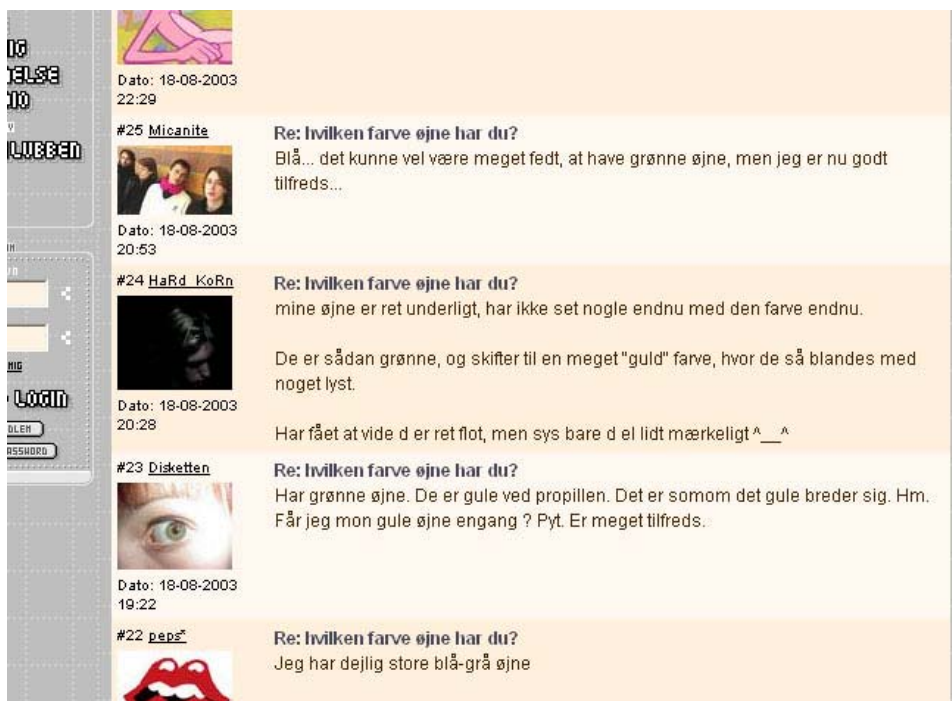 Dato: 18-08-2003
22:29
#25 Micanite
Re: hvilken farve øjne har du?
Blå... det kunne vel være meget fedt, at have grønne øjne, men jeg er nu godt
tilfreds...
Dato: 18-08-2003
20:53
#24 HaRd_KoRn
Re: hvilken farve øjne har du?
mine øjne er ret underligt, har ikke set nogle endnu med den farve endnu.
De er sådan grønne, og skifter til en meget "guld" farve, hvor de så blandes med
noget lyst.
Har fået at vide d er ret flot, men sys bare d el lidt mærkeligt ^__^
Dato: 18-08-2003
20:28
#23 Disketten
Re: hvilken farve øjne har du?
Har grønne øjne. De er gule ved propillen. Det er somom det gule breder sig. Hm.
Får jeg mon gule øjne engang ? Pyt. Er meget tilfreds.
Dato: 18-08-2003
19:22
#22 peps*
Re: hvilken farve øjne har du?
Jeg har dejlig store blå-grå øjne
LOGIN